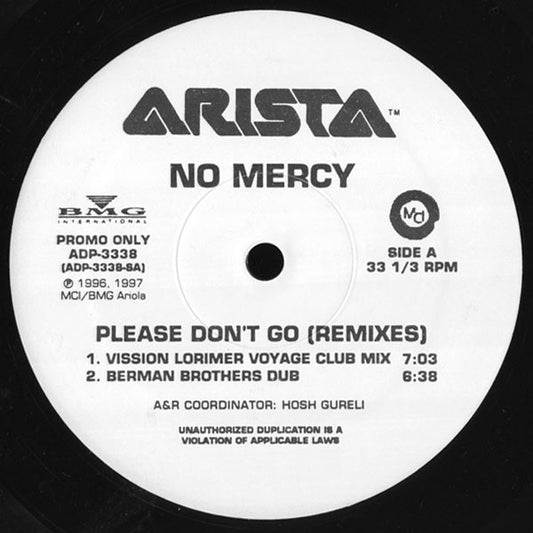 ARISTA™
NO MERCY
BMG
INTERNATIONAL
PROMO ONLY
ADP-3338
(ADP-3338-SA)
℗ 1996, 1997
MCI/BMG Ariola
MCI
SIDE A
33 1/3 RPM
PLEASE DON'T GO (REMIXES)
1. VISSION LORIMER VOYAGE CLUB MIX 7:03
2. BERMAN BROTHERS DUB 6:38
A&R COORDINATOR: HOSH GURELI
UNAUTHORIZED DUPLICATION IS A
VIOLATION OF APPLICABLE LAWS